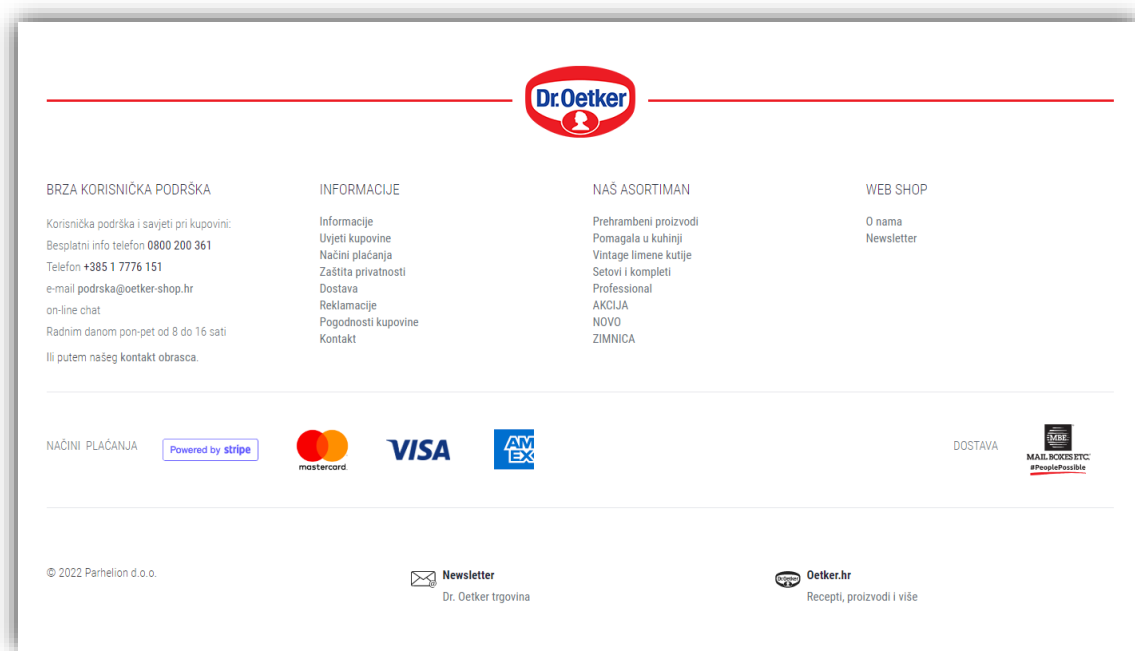 Dr.Oetker
BRZA KORISNIČKA PODRŠKA
Korisnička podrška i savjeti pri kupovini:
Besplatni info telefon 0800 200 361
Telefon +385 1 7776 151
e-mail podrska@oetker-shop.hr
on-line chat
Radnim danom pon-pet od 8 do 16 sati
Ili putem našeg kontakt obrasca.
INFORMACIJE
Informacije
Uvjeti kupovine
Načini plaćanja
Zaštita privatnosti
Dostava
Reklamacije
Pogodnosti kupovine
Kontakt
NAŠ ASORTIMAN
Prehrambeni proizvodi
Pomagala u kuhinji
Vintage limene kutije
Setovi i kompleti
Professional
AKCIJA
NOVO
ZIMNICA
WEB SHOP
O nama
Newsletter
NAČINI PLAĆANJA
Powered by stripe
mastercard.
VISA
AM
EX
DOSTAVA
MBE
MAIL BOXES ETC.
#PeoplePossible
© 2022 Parhelion d.o.o.
Newsletter
Dr. Oetker trgovina
Dr.Oetker
Oetker.hr
Recepti, proizvodi i više